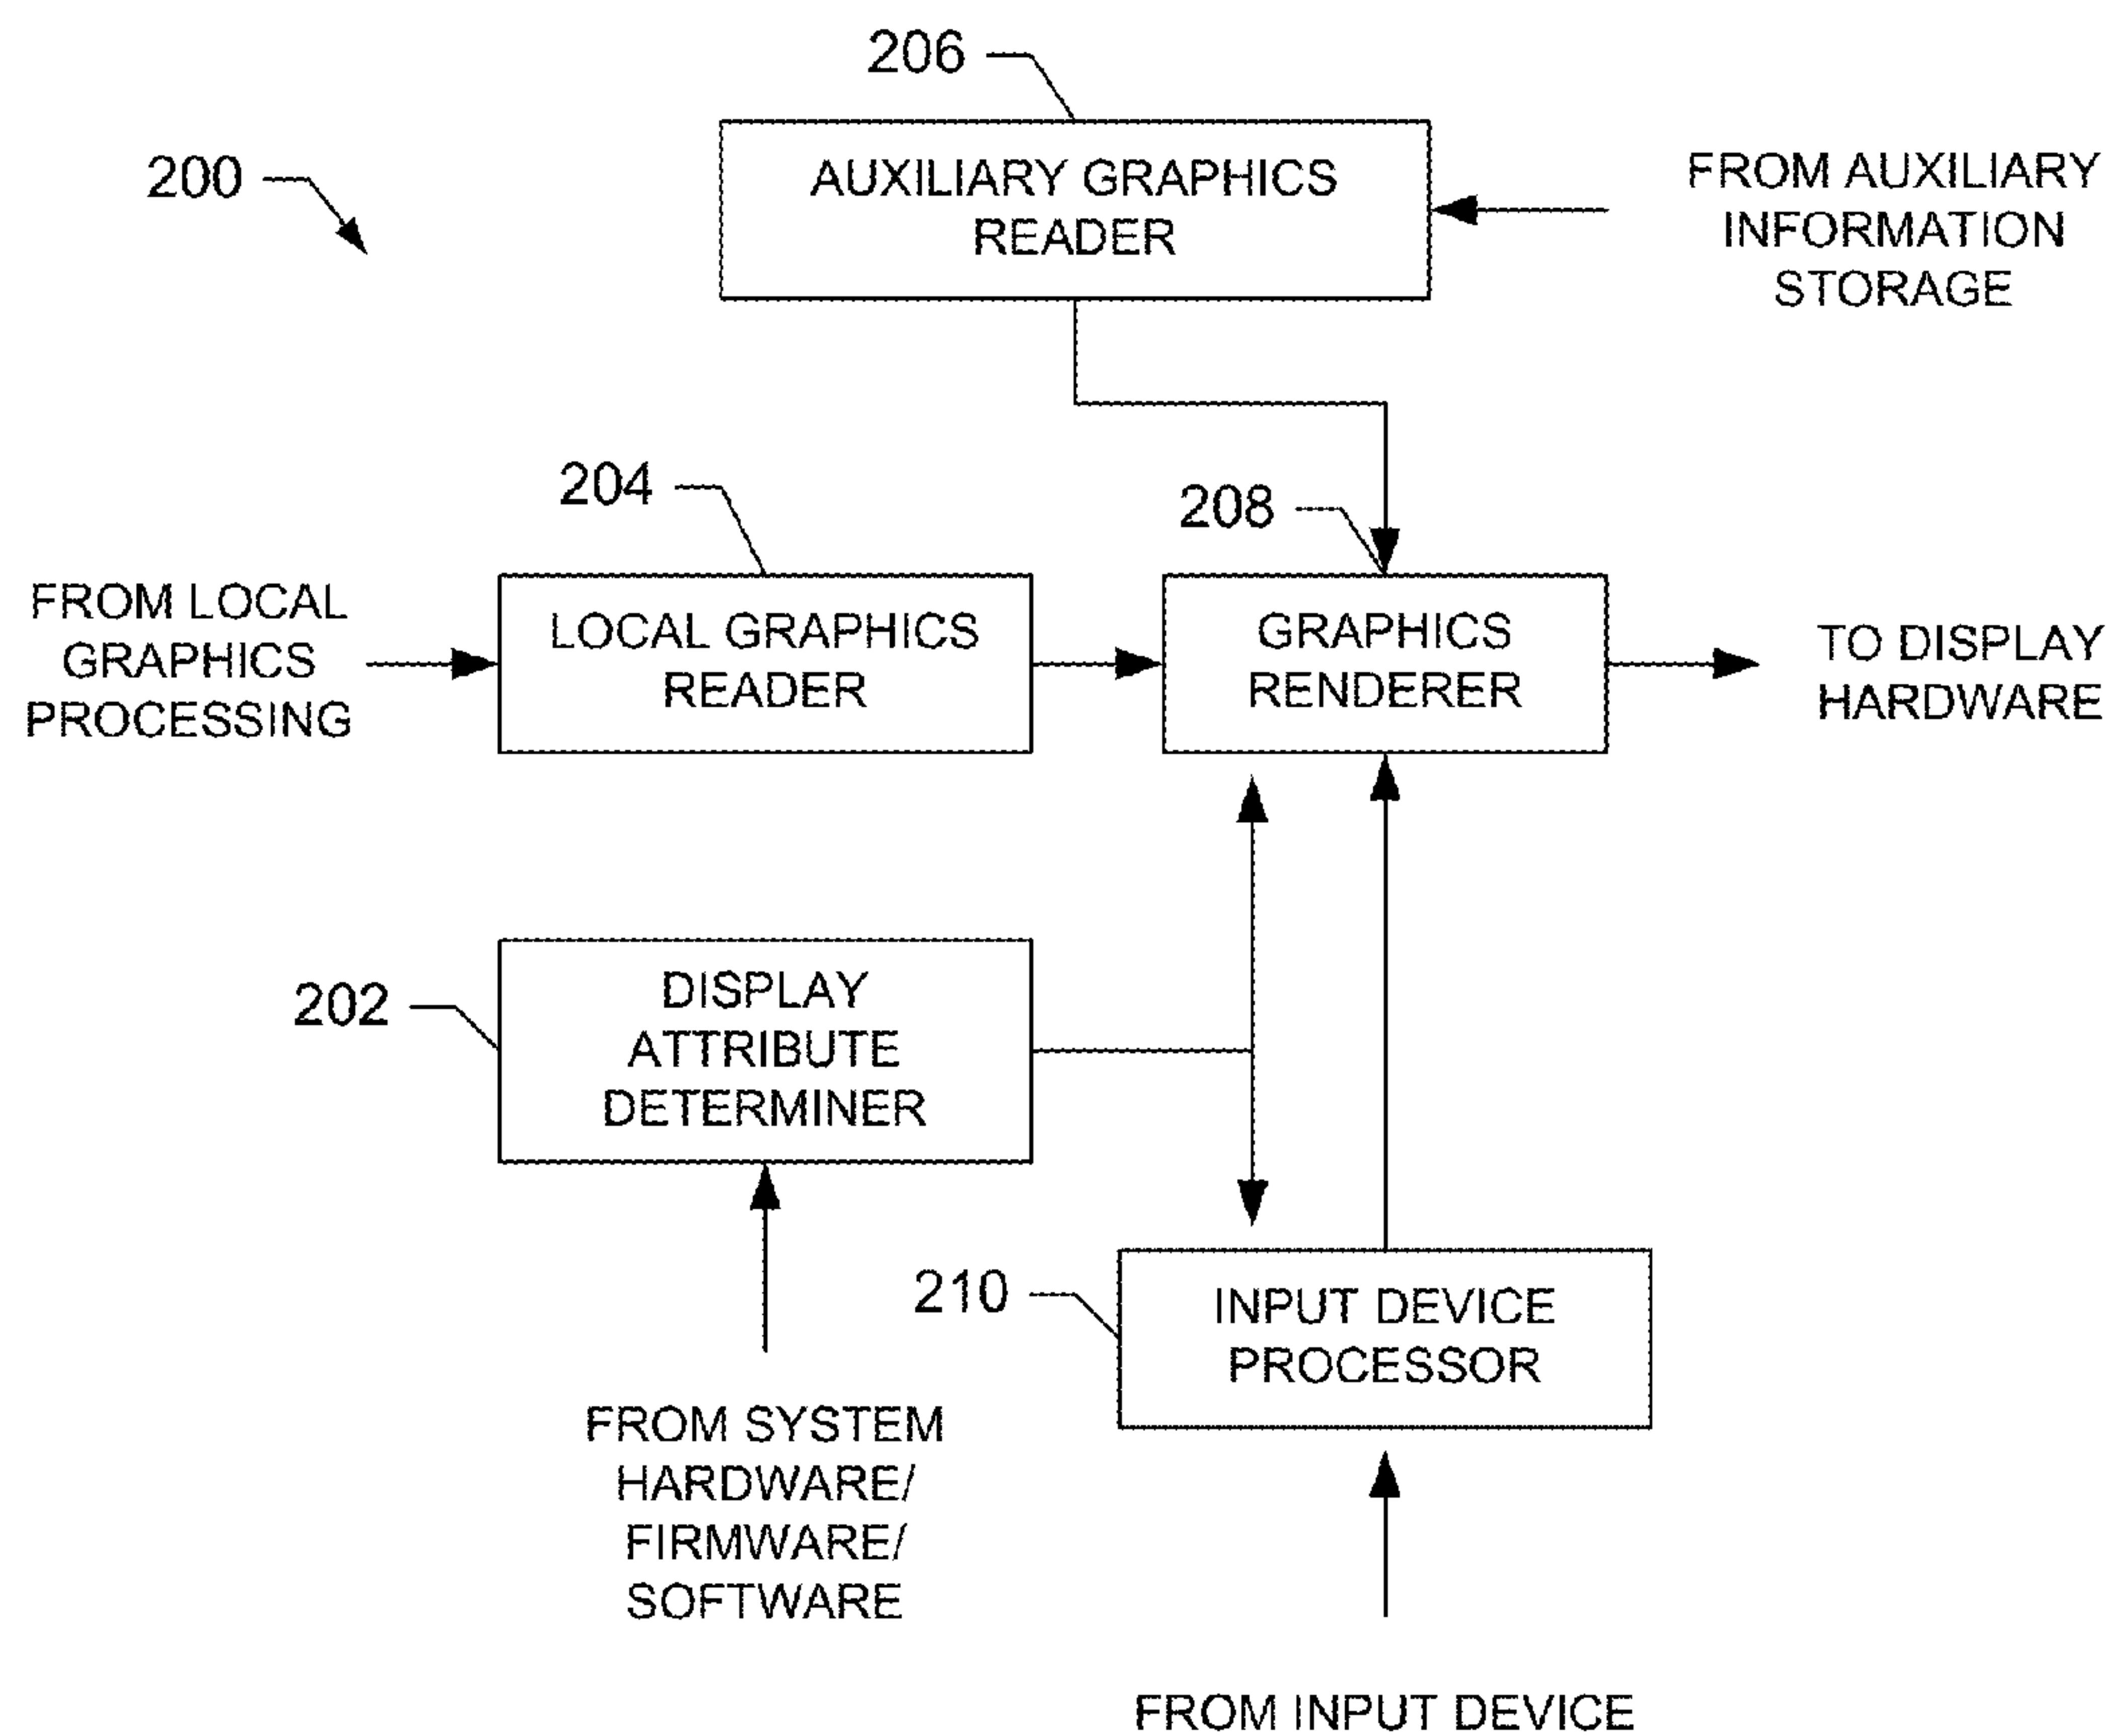 206
200
AUXILIARY GRAPHICS
READER
FROM AUXILIARY
INFORMATION
STORAGE
204
208
FROM LOCAL
GRAPHICS
PROCESSING
LOCAL GRAPHICS
READER
GRAPHICS
RENDERER
TO DISPLAY
HARDWARE
202
DISPLAY
ATTRIBUTE
DETERMINER
210
INPUT DEVICE
PROCESSOR
FROM SYSTEM
HARDWARE/
FIRMWARE/
SOFTWARE
FROM INPUT DEVICE